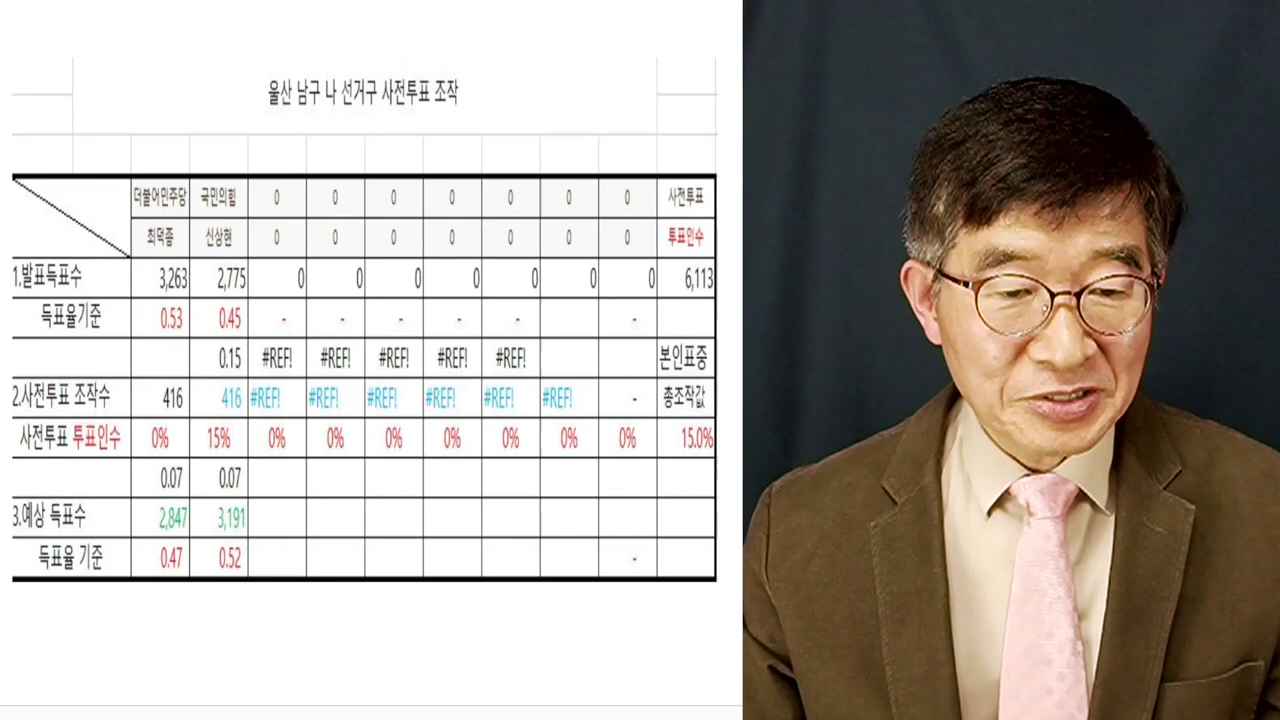 울산 남구 나 선거구 사전투표 조작
더불어민주당 국민의힘 0 0 0 0 0 0 0 사전투표
최덕종 신상현 0 0 0 0 0 0 0 투표인수
1.발표득표수 3,263 2,775 0 0 0 0 0 0 0 6,113
득표율기준 0.53 0.45 - - - - - -
0.15 #REF! #REF! #REF! #REF! #REF! 본인표중
2.사전투표 조작수 416 416 #REF! #REF! #REF! #REF! #REF! #REF! - 총조작값
사전투표 투표인수 0% 15% 0% 0% 0% 0% 0% 0% 0% 15.0%
0.07 0.07
3.예상 득표수 2,847 3,191
득표율 기준 0.47 0.52 -